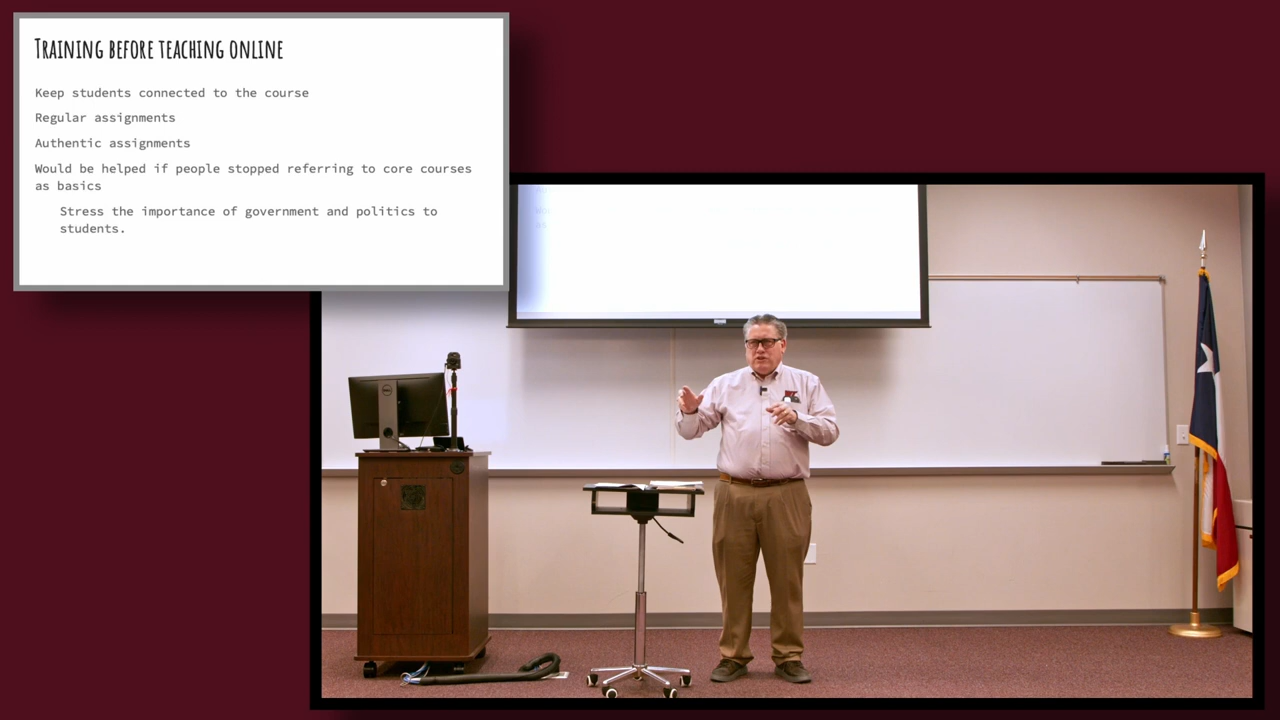 Training before teaching online
Keep students connected to the course
Regular assignments
Authentic assignments
Would be helped if people stopped referring to core courses
as basics
Stress the importance of government and politics to
students.